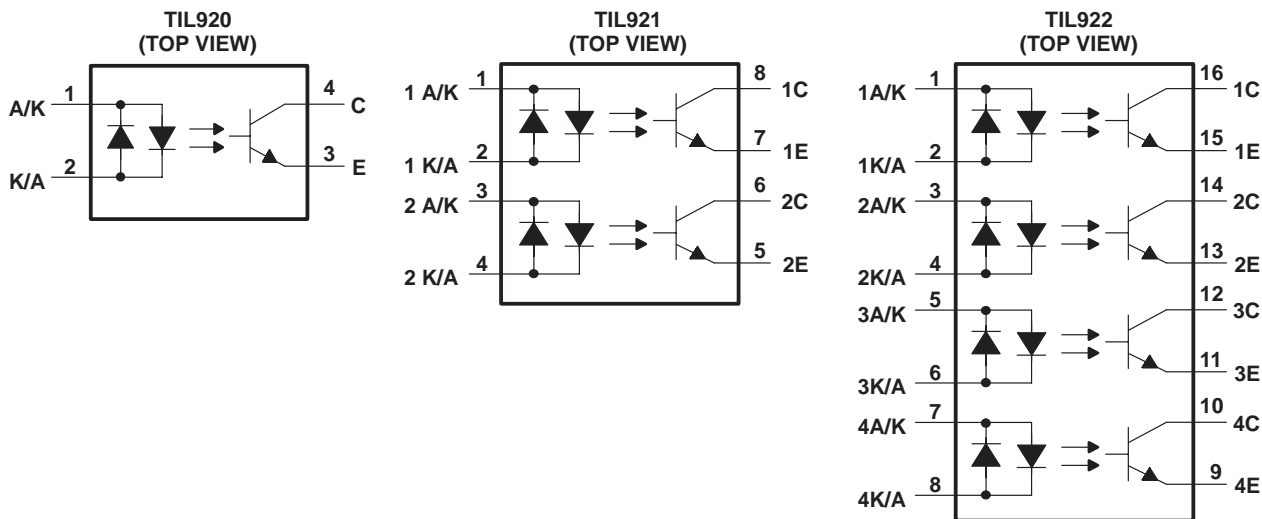 TIL920
(TOP VIEW)
A/K 1
4 C
3 E
K/A 2
TIL921
(TOP VIEW)
1 A/K 1
8 1C
7 1E
1 K/A 2
2 A/K 3
6 2C
5 2E
2 K/A 4
TIL922
(TOP VIEW)
1A/K 1
16 1C
15 1E
1K/A 2
2A/K 3
14 2C
13 2E
2K/A 4
3A/K 5
12 3C
11 3E
3K/A 6
4A/K 7
10 4C
9 4E
4K/A 8